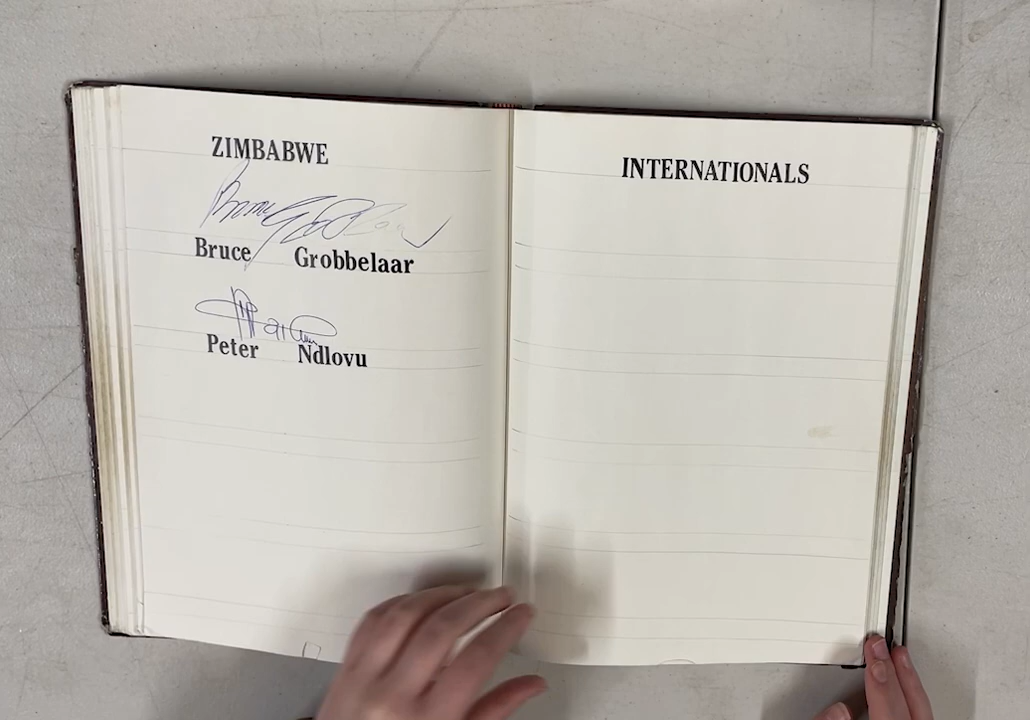 ZIMBABWE
Bruce Grobbelaar
Peter Ndlovu
INTERNATIONALS